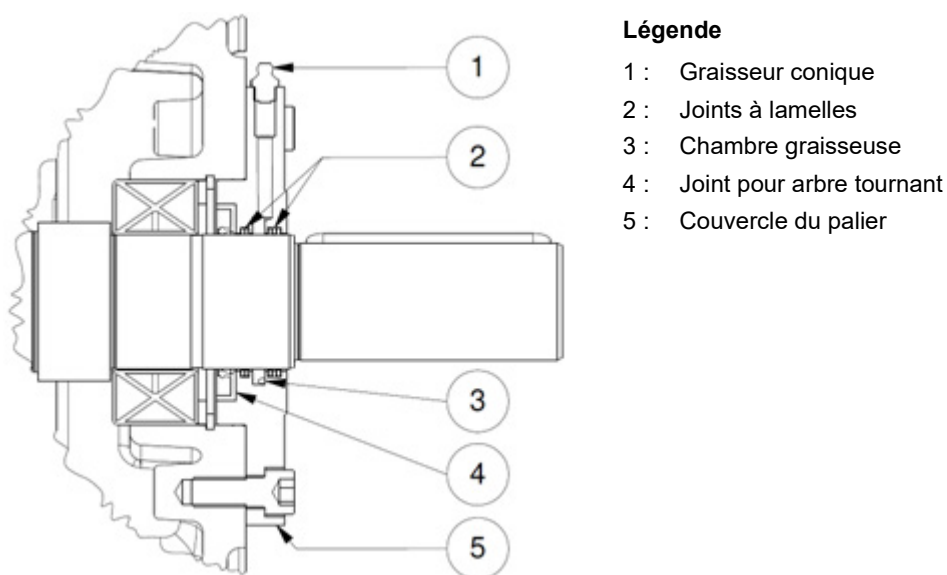 1
2
3
4
5
Légende
1 : Graisseur conique
2 : Joints à lamelles
3 : Chambre graisseuse
4 : Joint pour arbre tournant
5 : Couvercle du palier